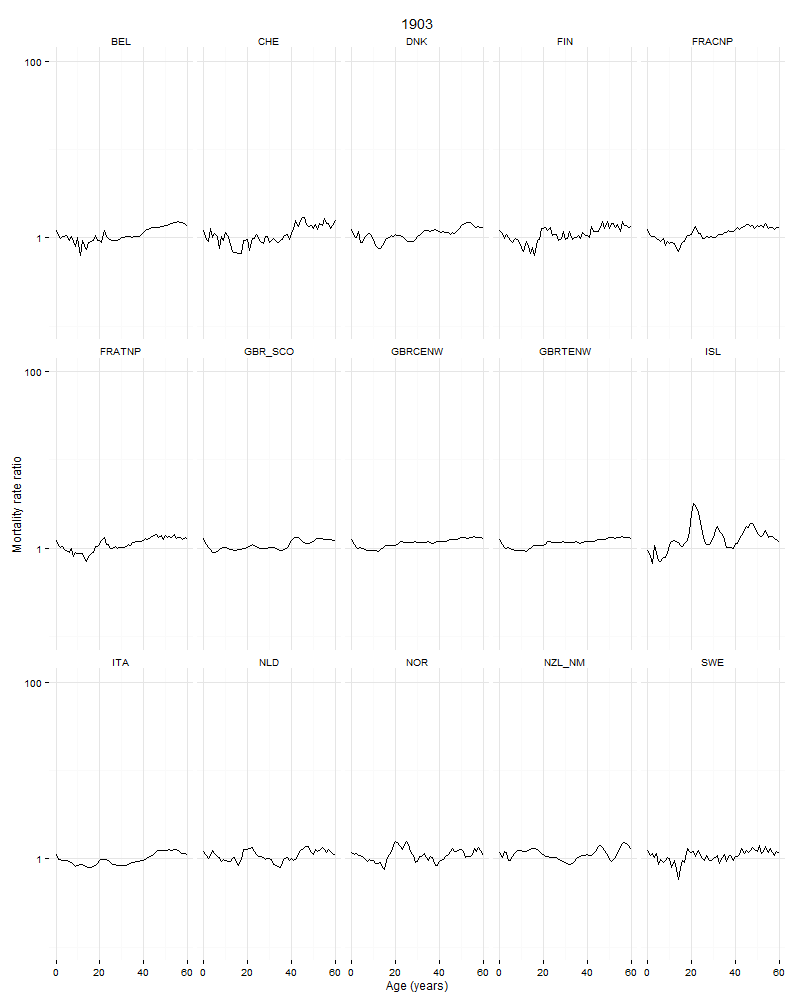 1903
BEL CHE DNK FIN FRACNP
100
1
FRATNP GBR_SCO GBRCENW GBRTENW ISL
100
Mortality rate ratio
1
ITA NLD NOR NZL_NM SWE
100
1
0 20 40 60 0 20 40 60 0 20 40 60 0 20 40 60 0 20 40 60
Age (years)